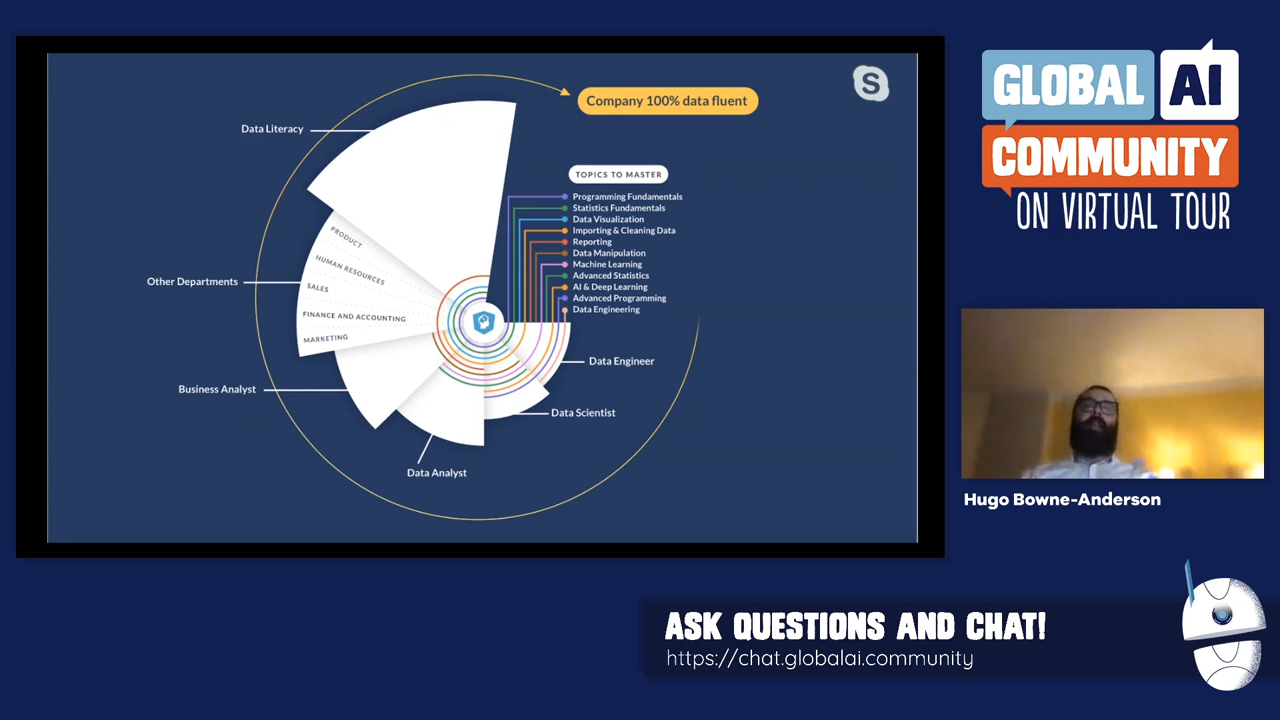 Company 100% data fluent
S
Data Literacy
TOPICS TO MASTER
Programming Fundamentals
Statistics Fundamentals
Data Visualization
Importing & Cleaning Data
Reporting
Data Manipulation
Machine Learning
Advanced Statistics
AI & Deep Learning
Advanced Programming
Data Engineering
Other Departments
PRODUCT
HUMAN RESOURCES
SALES
FINANCE AND ACCOUNTING
MARKETING
Business Analyst
Data Analyst
Data Scientist
Data Engineer
GLOBAL AI
COMMUNITY
ON VIRTUAL TOUR
Hugo Bowne-Anderson
ASK QUESTIONS AND CHAT!
https://chat.globalai.community